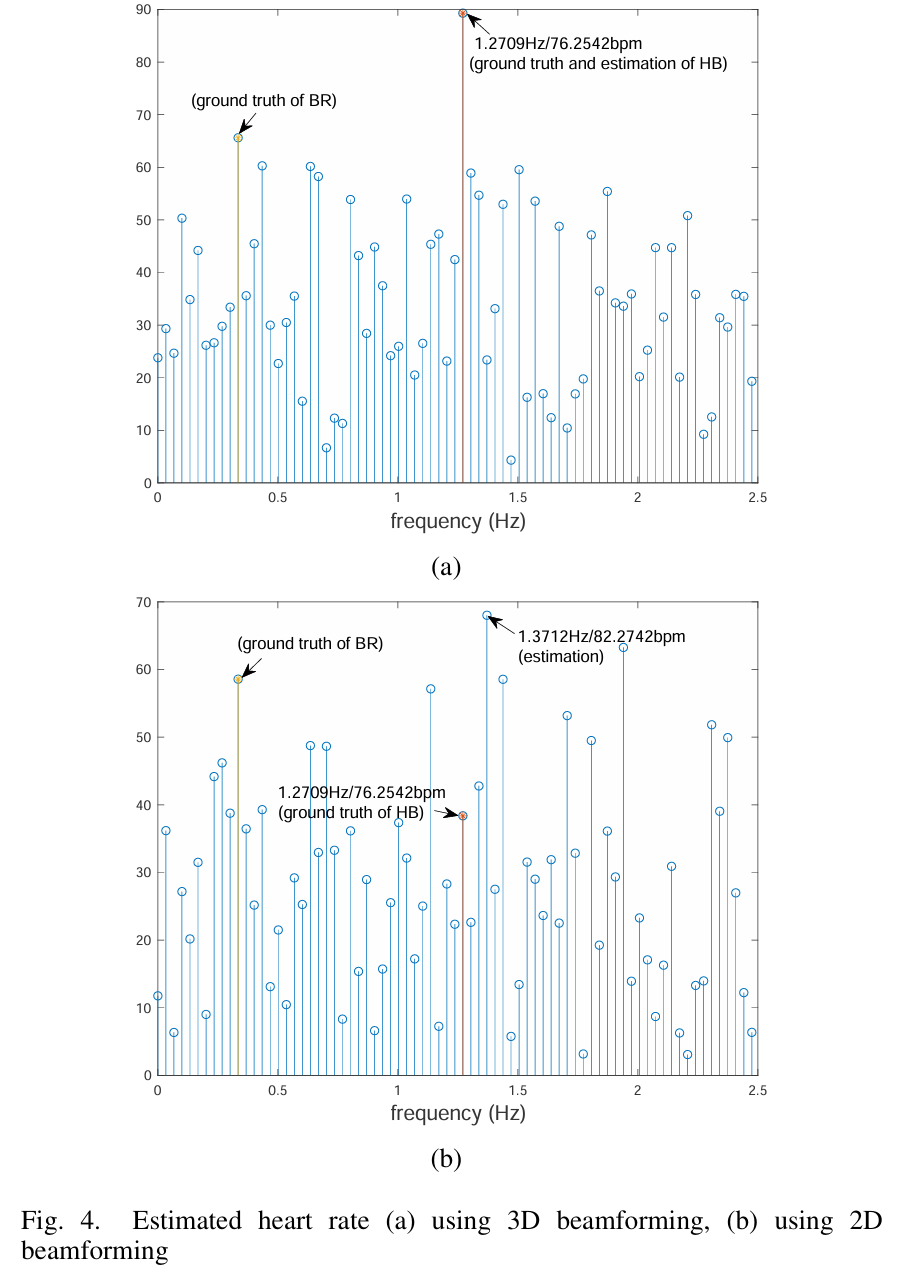 90
1.2709Hz/76.2542bpm
(ground truth and estimation of HB)
80
(ground truth of BR)
70
60
50
40
30
20
10
0
0 0.5 1 1.5 2 2.5
frequency (Hz)
(a)
70
(ground truth of BR)
1.3712Hz/82.2742bpm
(estimation)
60
50
1.2709Hz/76.2542bpm
(ground truth of HB)
40
30
20
10
0
0 0.5 1 1.5 2 2.5
frequency (Hz)
(b)
Fig. 4. Estimated heart rate (a) using 3D beamforming, (b) using 2D
beamforming